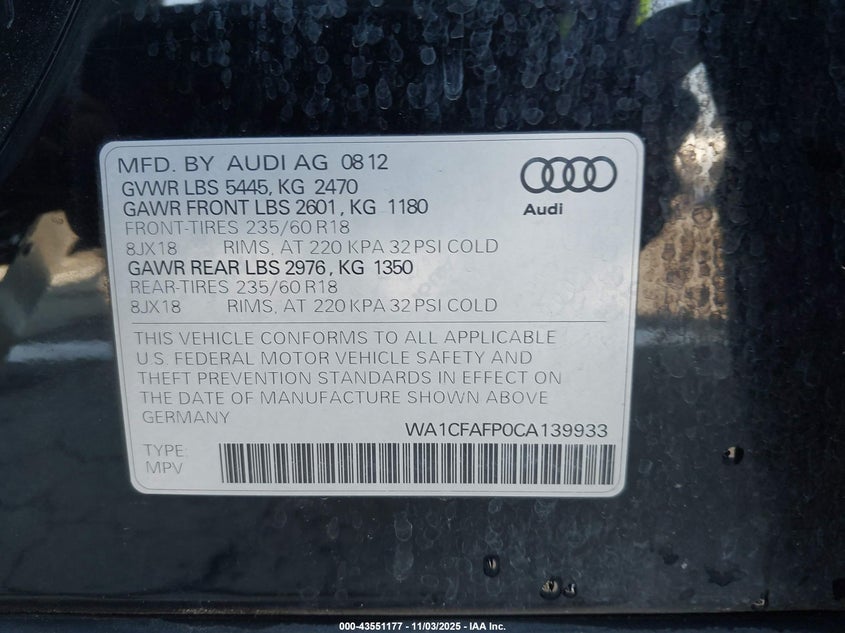 MFD. BY AUDI AG 08 12
GVWR LBS 5445, KG 2470
GAWR FRONT LBS 2601, KG 1180
FRONT-TIRES 235/60 R18
8JX18 RIMS, AT 220 KPA 32 PSI COLD
GAWR REAR LBS 2976, KG 1350
REAR-TIRES 235/60 R18
8JX18 RIMS, AT 220 KPA 32 PSI COLD
Audi
THIS VEHICLE CONFORMS TO ALL APPLICABLE
U.S. FEDERAL MOTOR VEHICLE SAFETY AND
THEFT PREVENTION STANDARDS IN EFFECT ON
THE DATE OF MANUFACTURE SHOWN ABOVE
GERMANY
WA1CFAFP0CA139933
TYPE:
MPV
000-43551177 - 11/03/2025 - IAA Inc.